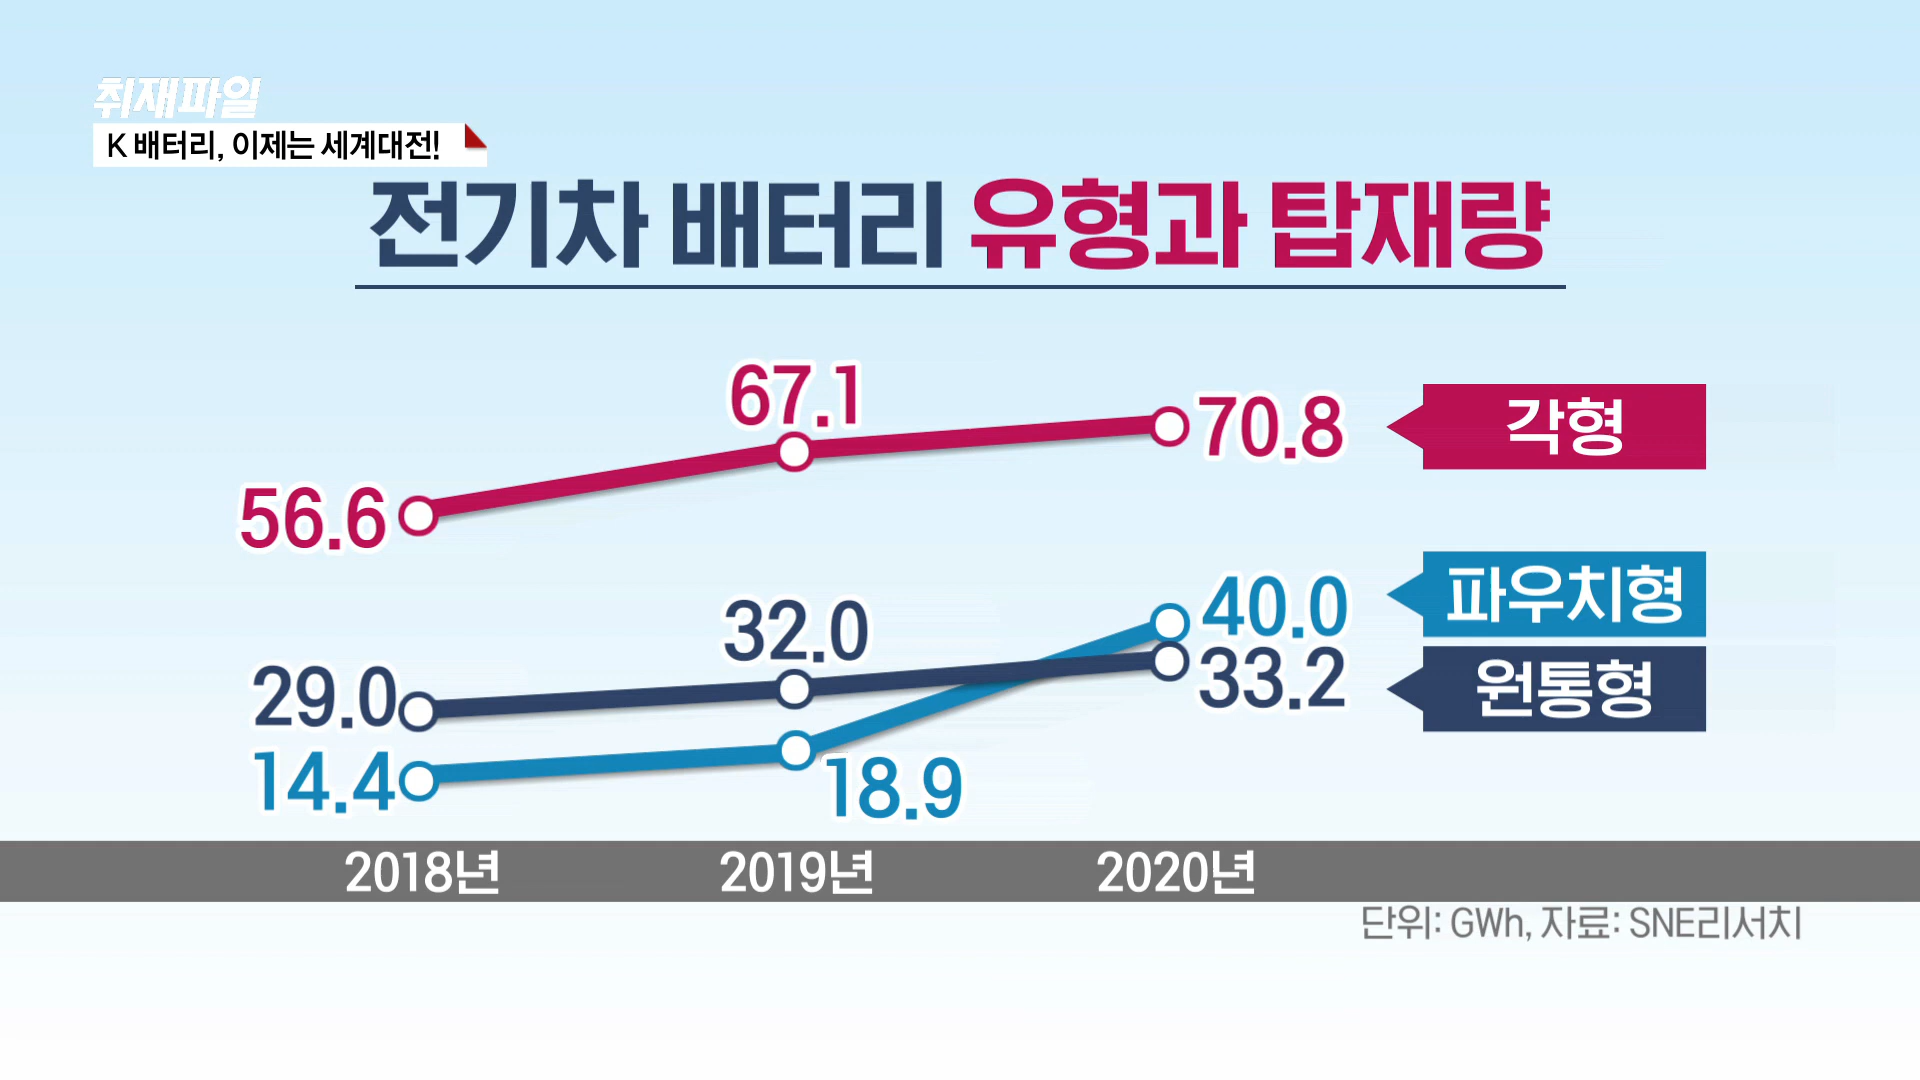 취재파일
K 배터리, 이제는 세계대전!
전기차 배터리 유형과 탑재량
67.1
70.8
각형
56.6
파우치형
40.0
32.0
33.2
원통형
29.0
14.4
18.9
2018년
2019년
2020년
단위: GWh, 자료: SNE리서치